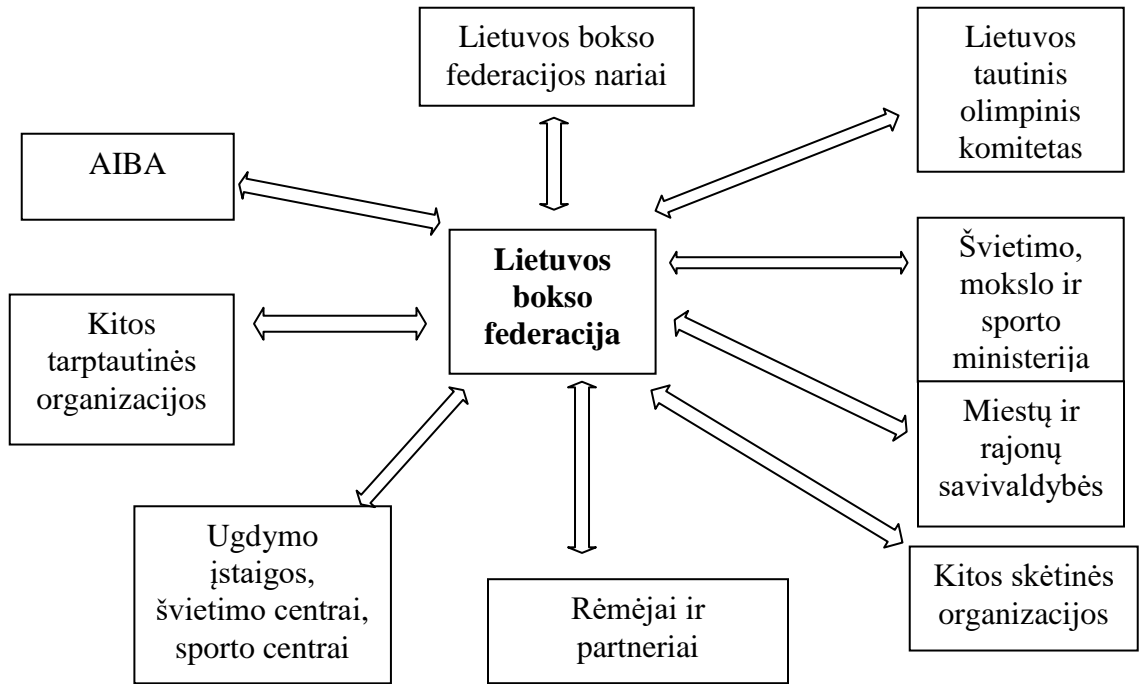 Lietuvos bokso
federacijos nariai
Lietuvos
tautinis
olimpinis
komitetas
AIBA
Lietuvos
bokso
federacija
Švietimo,
mokslo ir
sporto
ministerija
Kitos
tarptautinės
organizacijos
Miestų ir
rajonų
savivaldybės
Ugdymo
įstaigos,
švietimo centrai,
sporto centrai
Rėmėjai ir
partneriai
Kitos skėtinės
organizacijos